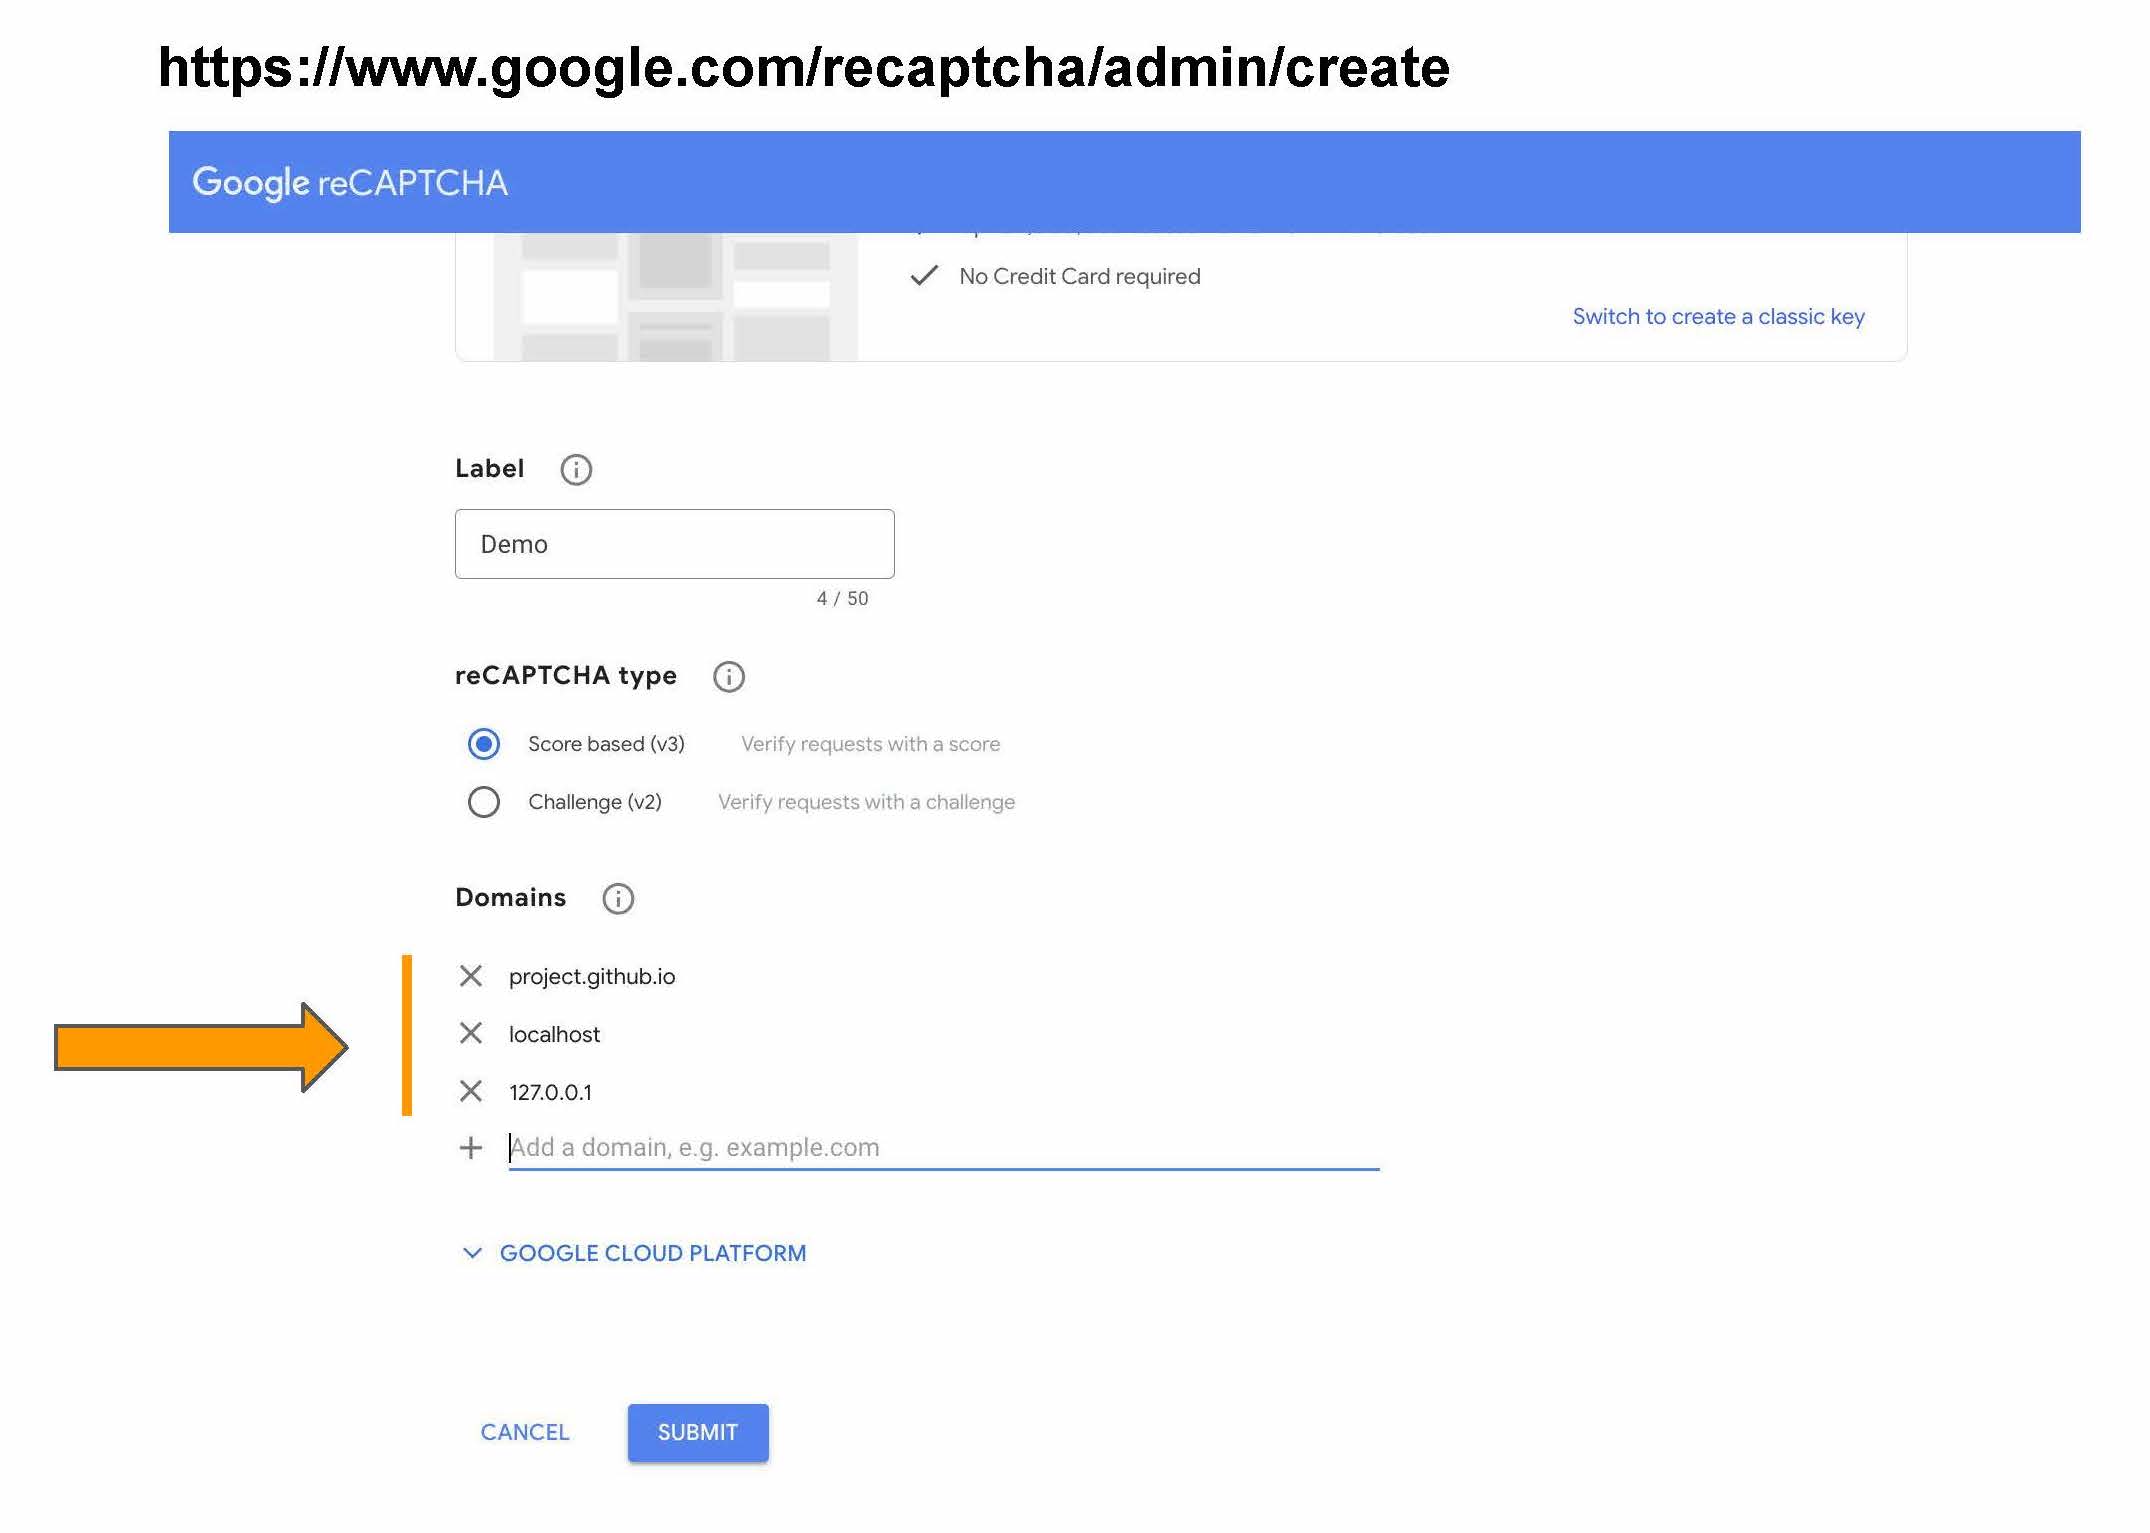 https://www.google.com/recaptcha/admin/create
Google reCAPTCHA
No Credit Card required
Switch to create a classic key
Label
Demo
4 / 50
reCAPTCHA type
Score based (v3) Verify requests with a score
Challenge (v2) Verify requests with a challenge
Domains
project.github.io
localhost
127.0.0.1
Add a domain, e.g. example.com
GOOGLE CLOUD PLATFORM
CANCEL SUBMIT